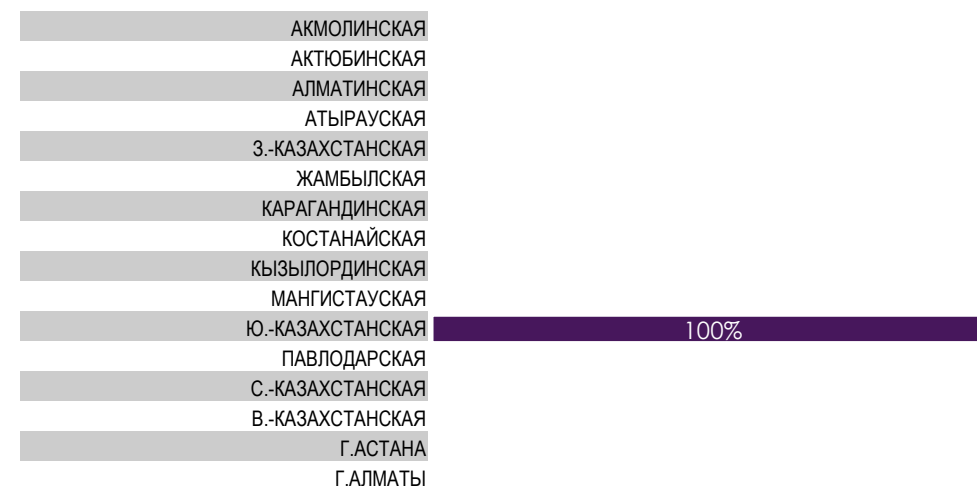 АКМОЛИНСКАЯ
АКТЮБИНСКАЯ
АЛМАТИНСКАЯ
АТЫРАУСКАЯ
З.-КАЗАХСТАНСКАЯ
ЖАМБЫЛСКАЯ
КАРАГАНДИНСКАЯ
КОСТАНАЙСКАЯ
КЫЗЫЛОРДИНСКАЯ
МАНГИСТАУСКАЯ
Ю.-КАЗАХСТАНСКАЯ 100%
ПАВЛОДАРСКАЯ
С.-КАЗАХСТАНСКАЯ
В.-КАЗАХСТАНСКАЯ
Г.АСТАНА
Г.АЛМАТЫ